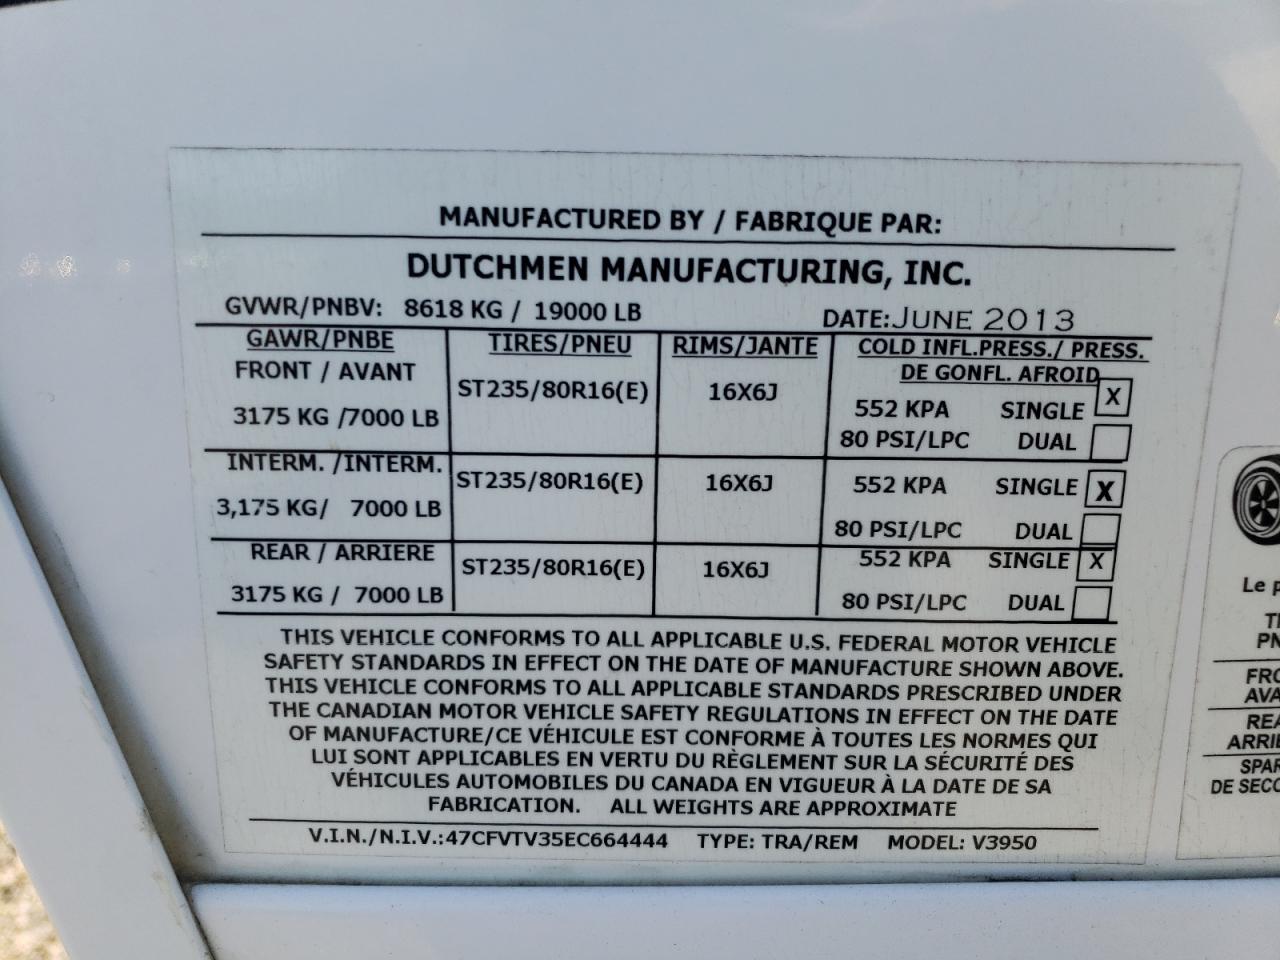 MANUFACTURED BY / FABRIQUE PAR:
DUTCHMEN MANUFACTURING, INC.
GVWR/PNBV: 8618 KG / 19000 LB DATE: JUNE 2013
GAWR/PNBE TIRES/PNEU RIMS/JANTE COLD INFL.PRESS./ PRESS.
DE GONFL. AFROID
FRONT / AVANT ST235/80R16(E) 16X6J
3175 KG /7000 LB 552 KPA SINGLE X
80 PSI/LPC DUAL
INTERM. /INTERM. ST235/80R16(E) 16X6J 552 KPA SINGLE X
3,175 KG/ 7000 LB 80 PSI/LPC DUAL
REAR / ARRIERE ST235/80R16(E) 16X6J 552 KPA SINGLE X
3175 KG / 7000 LB 80 PSI/LPC DUAL
THIS VEHICLE CONFORMS TO ALL APPLICABLE U.S. FEDERAL MOTOR VEHICLE
SAFETY STANDARDS IN EFFECT ON THE DATE OF MANUFACTURE SHOWN ABOVE.
THIS VEHICLE CONFORMS TO ALL APPLICABLE STANDARDS PRESCRIBED UNDER
THE CANADIAN MOTOR VEHICLE SAFETY REGULATIONS IN EFFECT ON THE DATE
OF MANUFACTURE/CE VÉHICULE EST CONFORME À TOUTES LES NORMES QUI
LUI SONT APPLICABLES EN VERTU DU RÈGLEMENT SUR LA SÉCURITÉ DES
VÉHICULES AUTOMOBILES DU CANADA EN VIGUEUR À LA DATE DE SA
FABRICATION. ALL WEIGHTS ARE APPROXIMATE
V.I.N./N.I.V.:47CFVTV35EC664444 TYPE: TRA/REM MODEL: V3950
Le
REA
ARRIE
SPAR
DE SECO